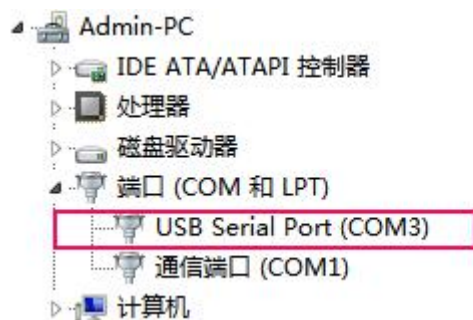 Admin-PC
IDE ATA/ATAPI 控制器
处理器
磁盘驱动器
端口 (COM 和 LPT)
USB Serial Port (COM3)
通信端口 (COM1)
计算机